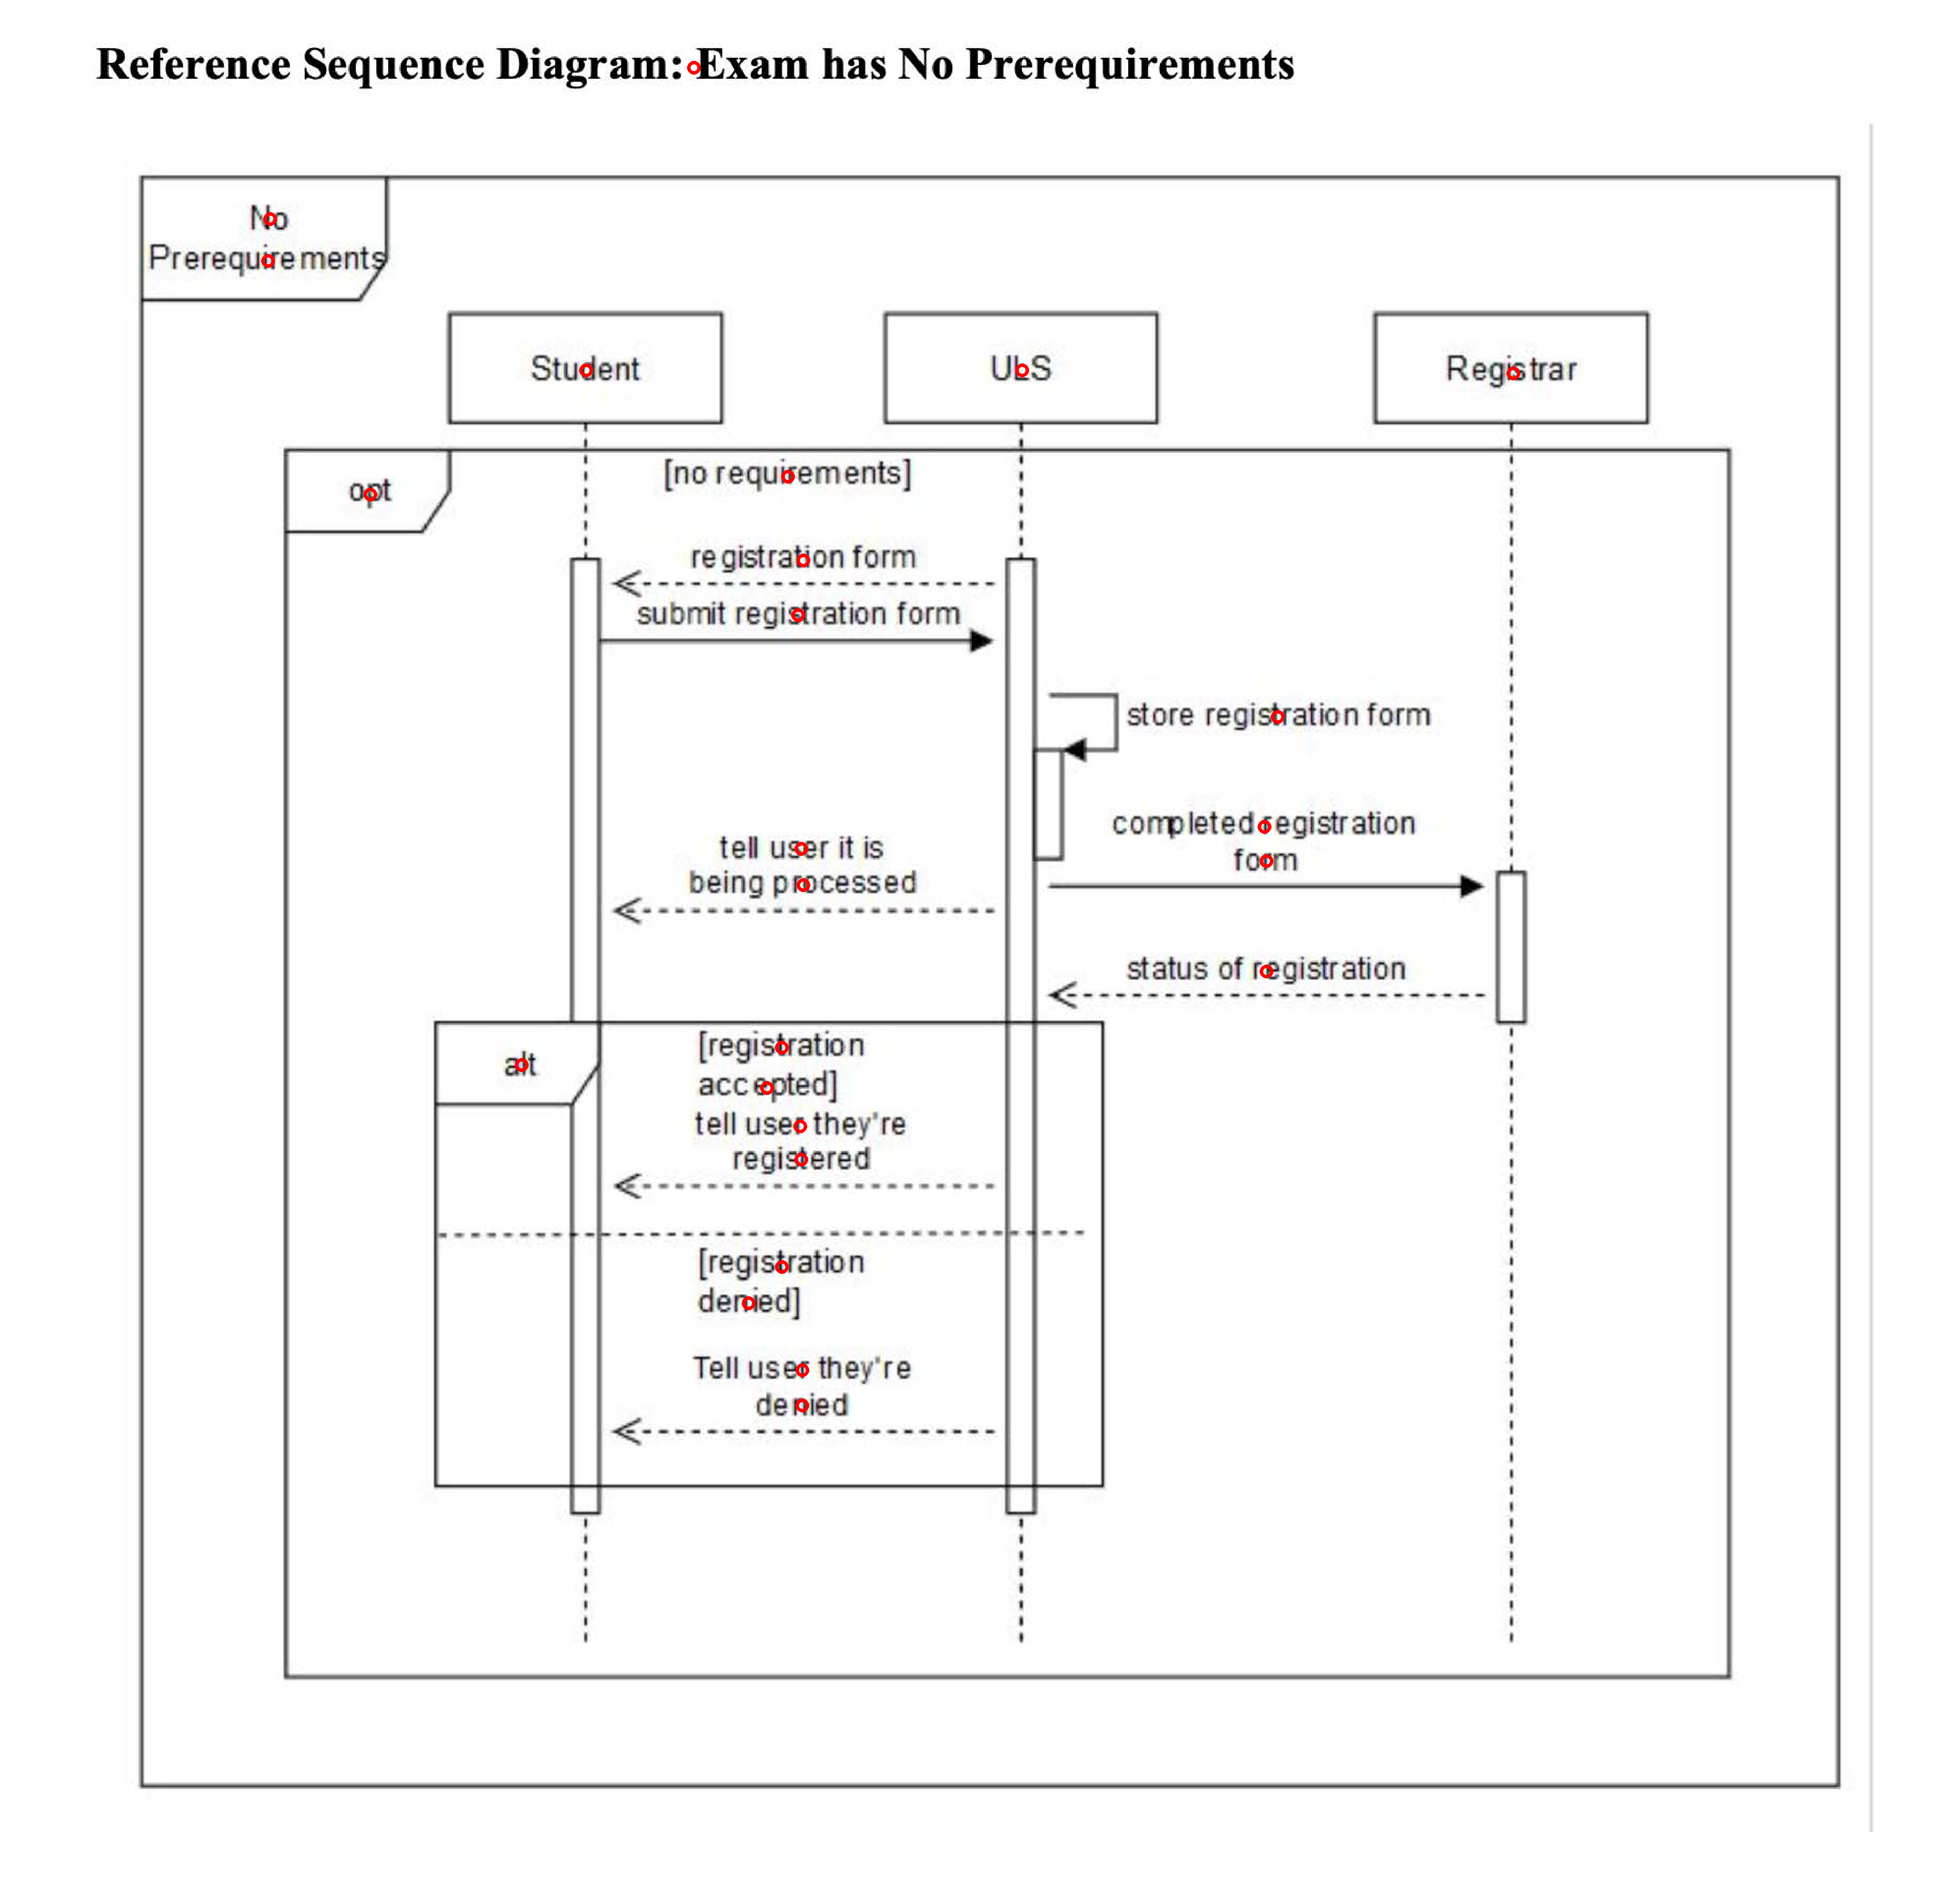 Reference Sequence Diagram: Exam has No Prerequirements
No
Prerequirements
Student
ULS
Registrar
opt
[no requirements]
registration form
submit registration form
store registration form
completed registration
form
tell user it is
being processed
status of registration
alt
[registration
accepted]
tell user they're
registered
[registration
denied]
Tell user they're
denied